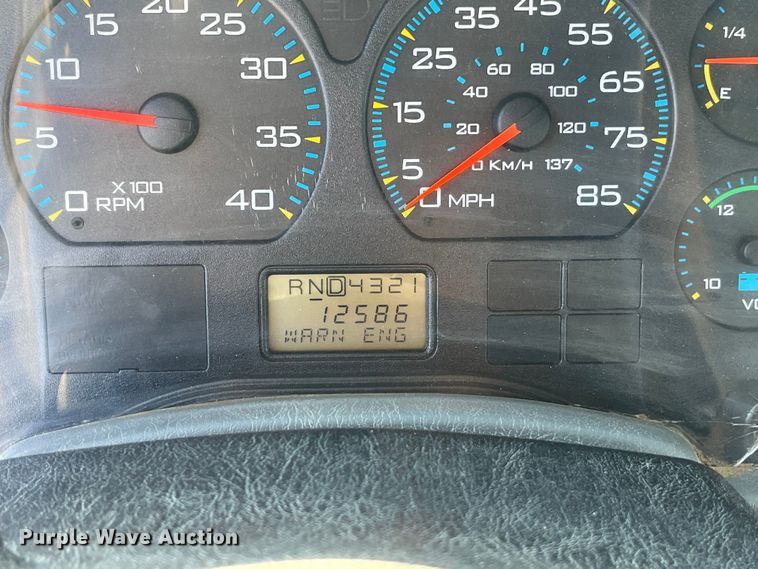 5 10 15 20 25 30 35 40
0
X100
RPM
5 15 25 35 45 55 65 75 85
0 MPH
20 40 60 80 100 120 137
0 KM/H
1/4
E
10 12
VO
RND4321
12586
WARN ENG
Purple Wave Auction